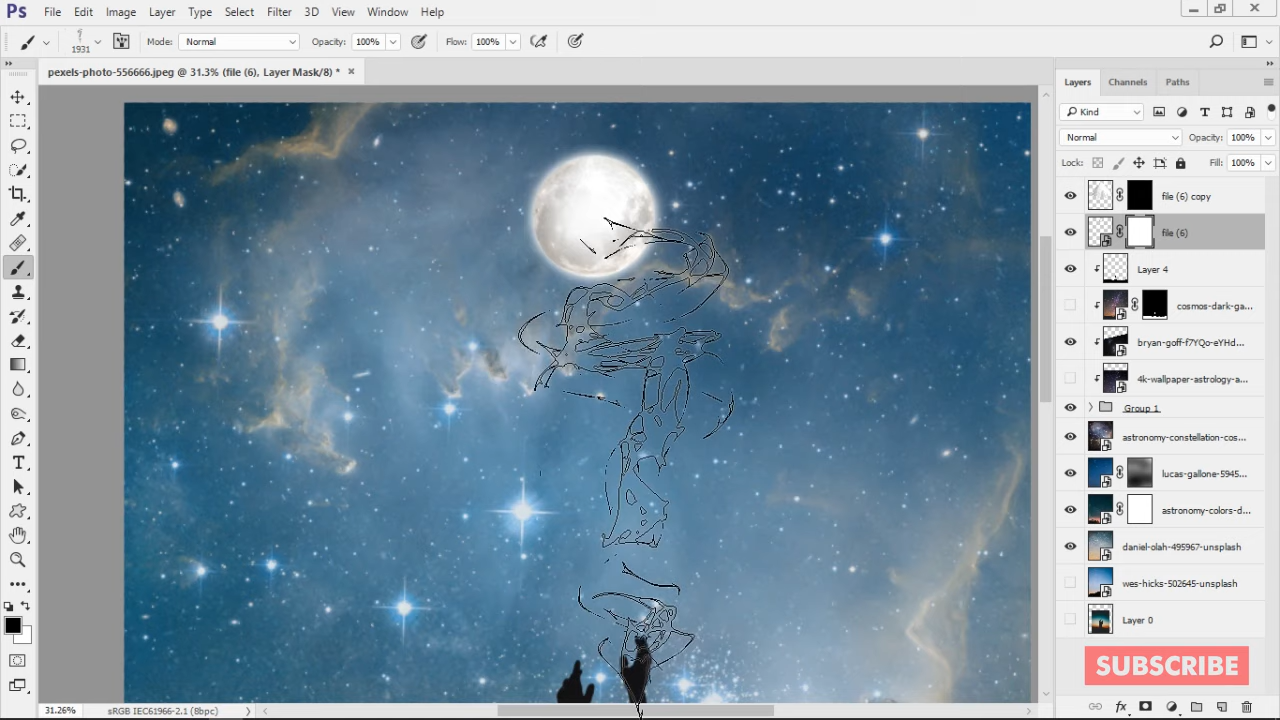 Ps File Edit Image Layer Type Select Filter 3D View Window Help
1931 Mode: Normal Opacity: 100% Flow: 100%
pexels-photo-556666.jpeg @ 31.3% (file (6), Layer Mask/8) *
Layers Channels Paths
Kind
Normal Opacity: 100%
Lock: Fill: 100%
file (6) copy
file (6)
Layer 4
cosmos-dark-ga...
bryan-goff-f7YQo-eYHd...
4k-wallpaper-astrology-a...
Group 1
astronomy-constellation-cos...
lucas-gallone-5945...
astronomy-colors-d...
daniel-olah-495967-unsplash
wes-hicks-502645-unsplash
Layer 0
SUBSCRIBE
31.26% sRGB IEC61966-2.1 (8bpc)
fx